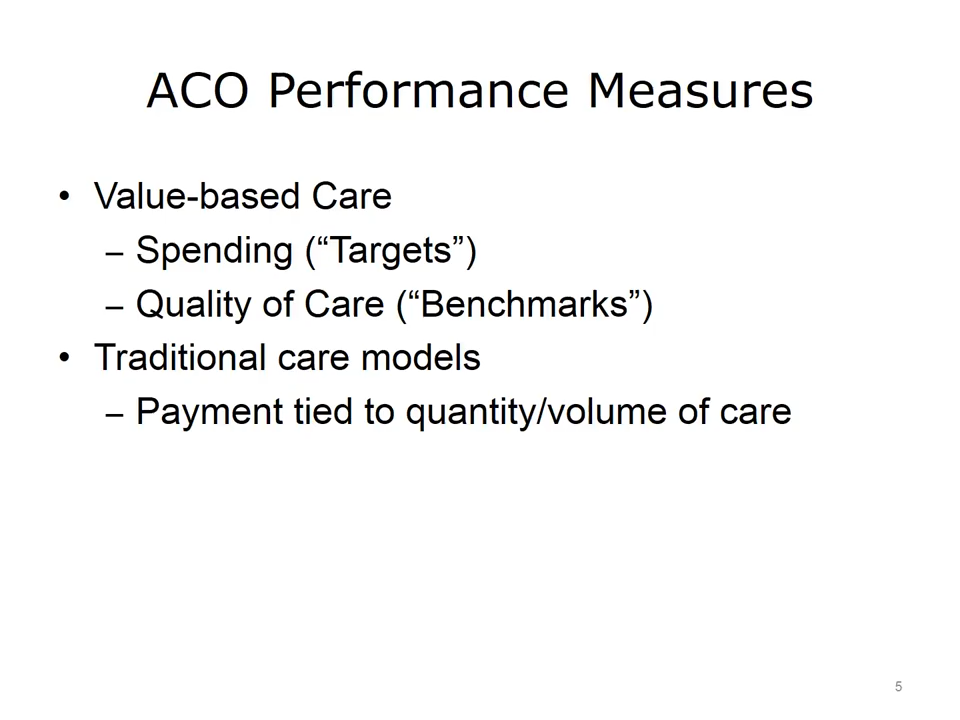 ACO Performance Measures
• Value-based Care
– Spending (“Targets”)
– Quality of Care (“Benchmarks”)
• Traditional care models
– Payment tied to quantity/volume of care
5